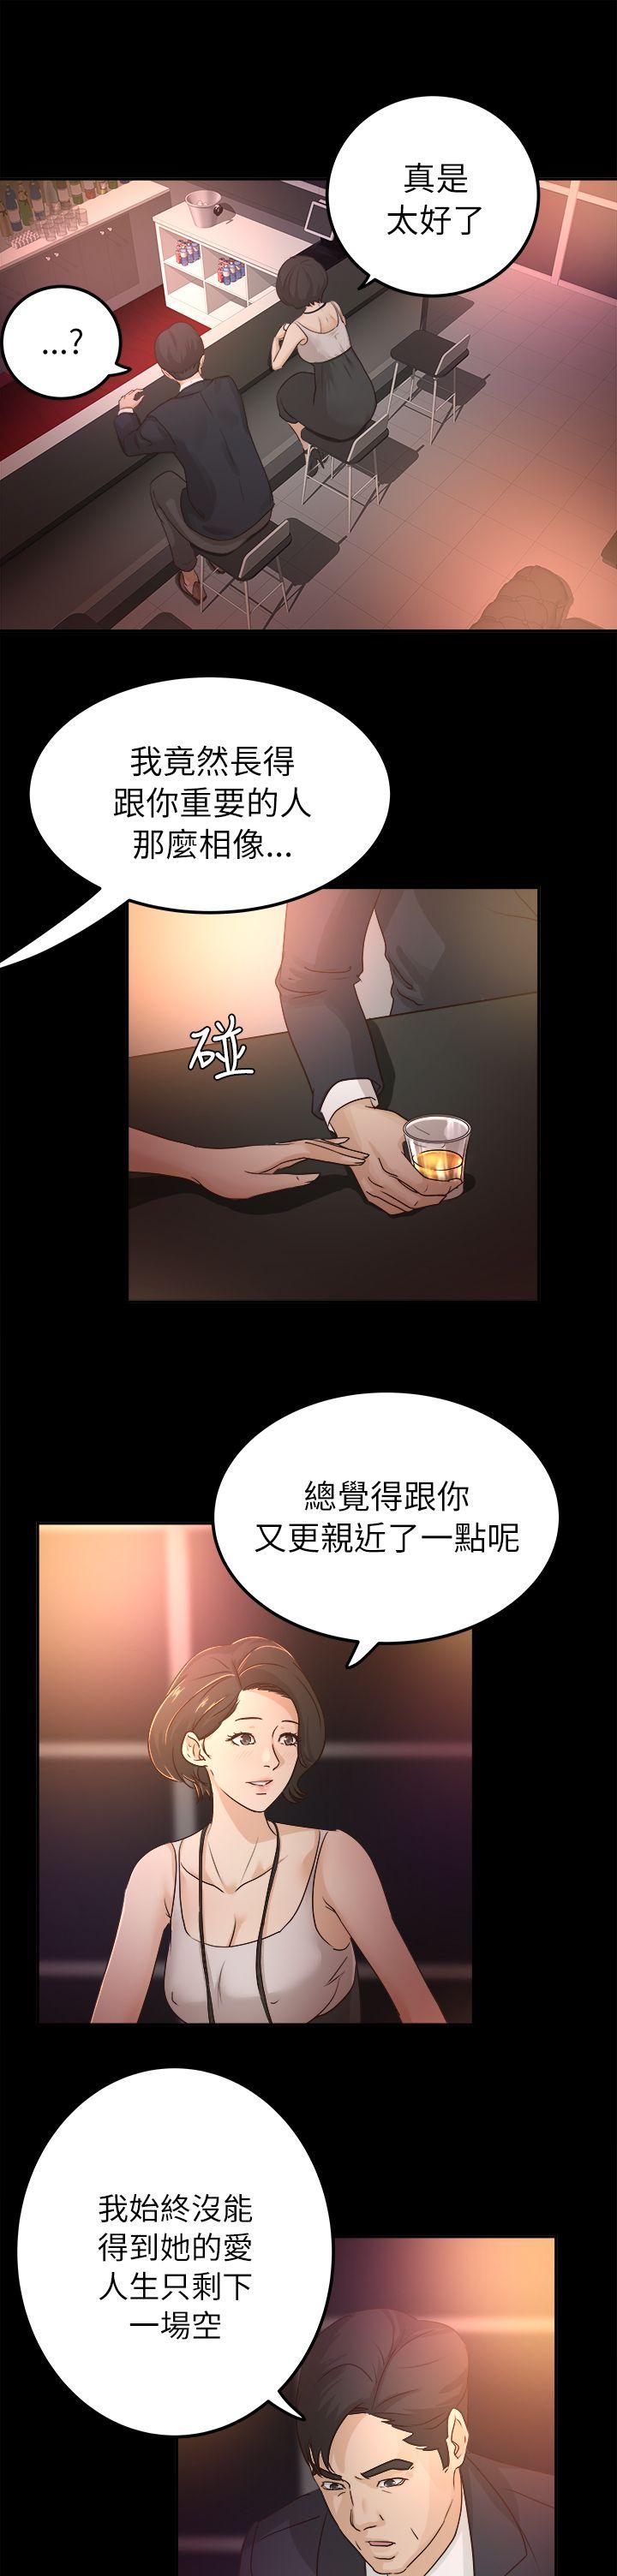 真是
太好了
...?
我竟然長得
跟你重要的人
那麼相像...
碰
總覺得跟你
又更親近了一點呢
我始終沒能
得到她的愛
人生只剩下
一場空